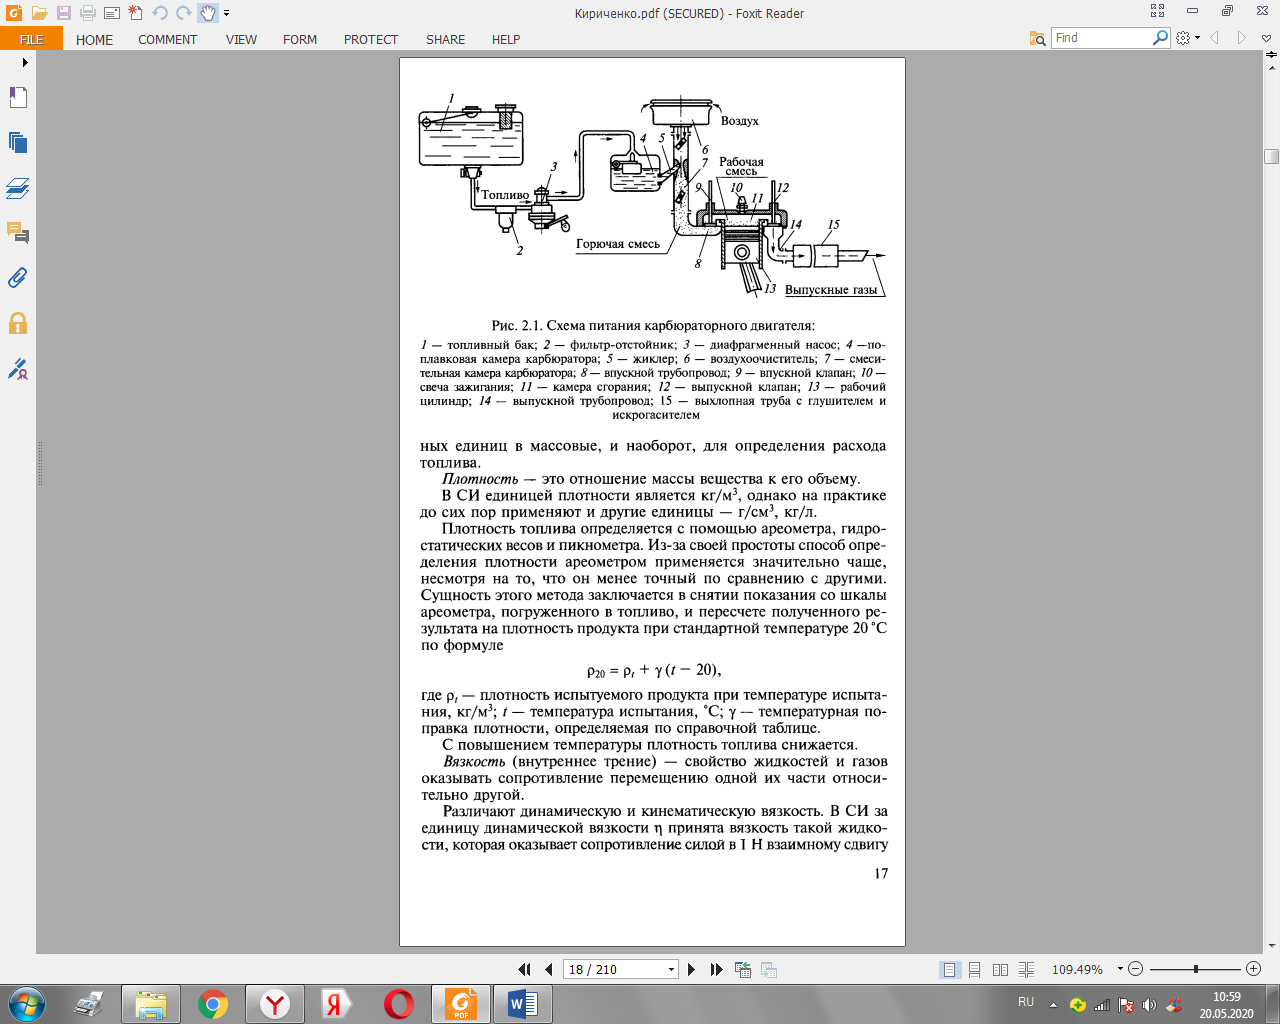 Кириченко.pdf (SECURED) - Foxit Reader
FILE HOME COMMENT VIEW FORM PROTECT SHARE HELP
Find
1
Воздух
4 5
6
Рабочая
смесь
3
7
Топливо
9 10 11 12
2
Горючая смесь
8
14 15
13
Выпускные газы
Рис. 2.1. Схема питания карбюраторного двигателя:
1 — топливный бак; 2 — фильтр-отстойник; 3 — диафрагменный насос; 4 —по-
плавковая камера карбюратора; 5 — жиклер; 6 — воздухоочиститель; 7 — смеси-
тельная камера карбюратора; 8 — впускной трубопровод; 9 — впускной клапан; 10 —
свеча зажигания; 11 — камера сгорания; 12 — выпускной клапан; 13 — рабочий
цилиндр; 14 — выпускной трубопровод; 15 — выхлопная труба с глушителем и
искрогасителем
ных единиц в массовые, и наоборот, для определения расхода
топлива.
Плотность — это отношение массы вещества к его объему.
В СИ единицей плотности является кг/м³, однако на практике
до сих пор применяют и другие единицы — г/см³, кг/л.
Плотность топлива определяется с помощью ареометра, гидро-
статических весов и пикнометра. Из-за своей простоты способ опре-
деления плотности ареометром применяется значительно чаще,
несмотря на то, что он менее точный по сравнению с другими.
Сущность этого метода заключается в снятии показания со шкалы
ареометра, погруженного в топливо, и пересчете полученного ре-
зультата на плотность продукта при стандартной температуре 20 °С
по формуле
ρ₂₀ = ρₜ + γ (t − 20),
где ρₜ — плотность испытуемого продукта при температуре испыта-
ния, кг/м³; t — температура испытания, °С; γ — температурная по-
правка плотности, определяемая по справочной таблице.
С повышением температуры плотность топлива снижается.
Вязкость (внутреннее трение) — свойство жидкостей и газов
оказывать сопротивление перемещению одной их части относи-
тельно другой.
Различают динамическую и кинематическую вязкость. В СИ за
единицу динамической вязкости η принята вязкость такой жидко-
сти, которая оказывает сопротивление силой в 1 Н взаимному сдвигу
17
18 / 210
109.49%
RU
10:59
20.05.2020